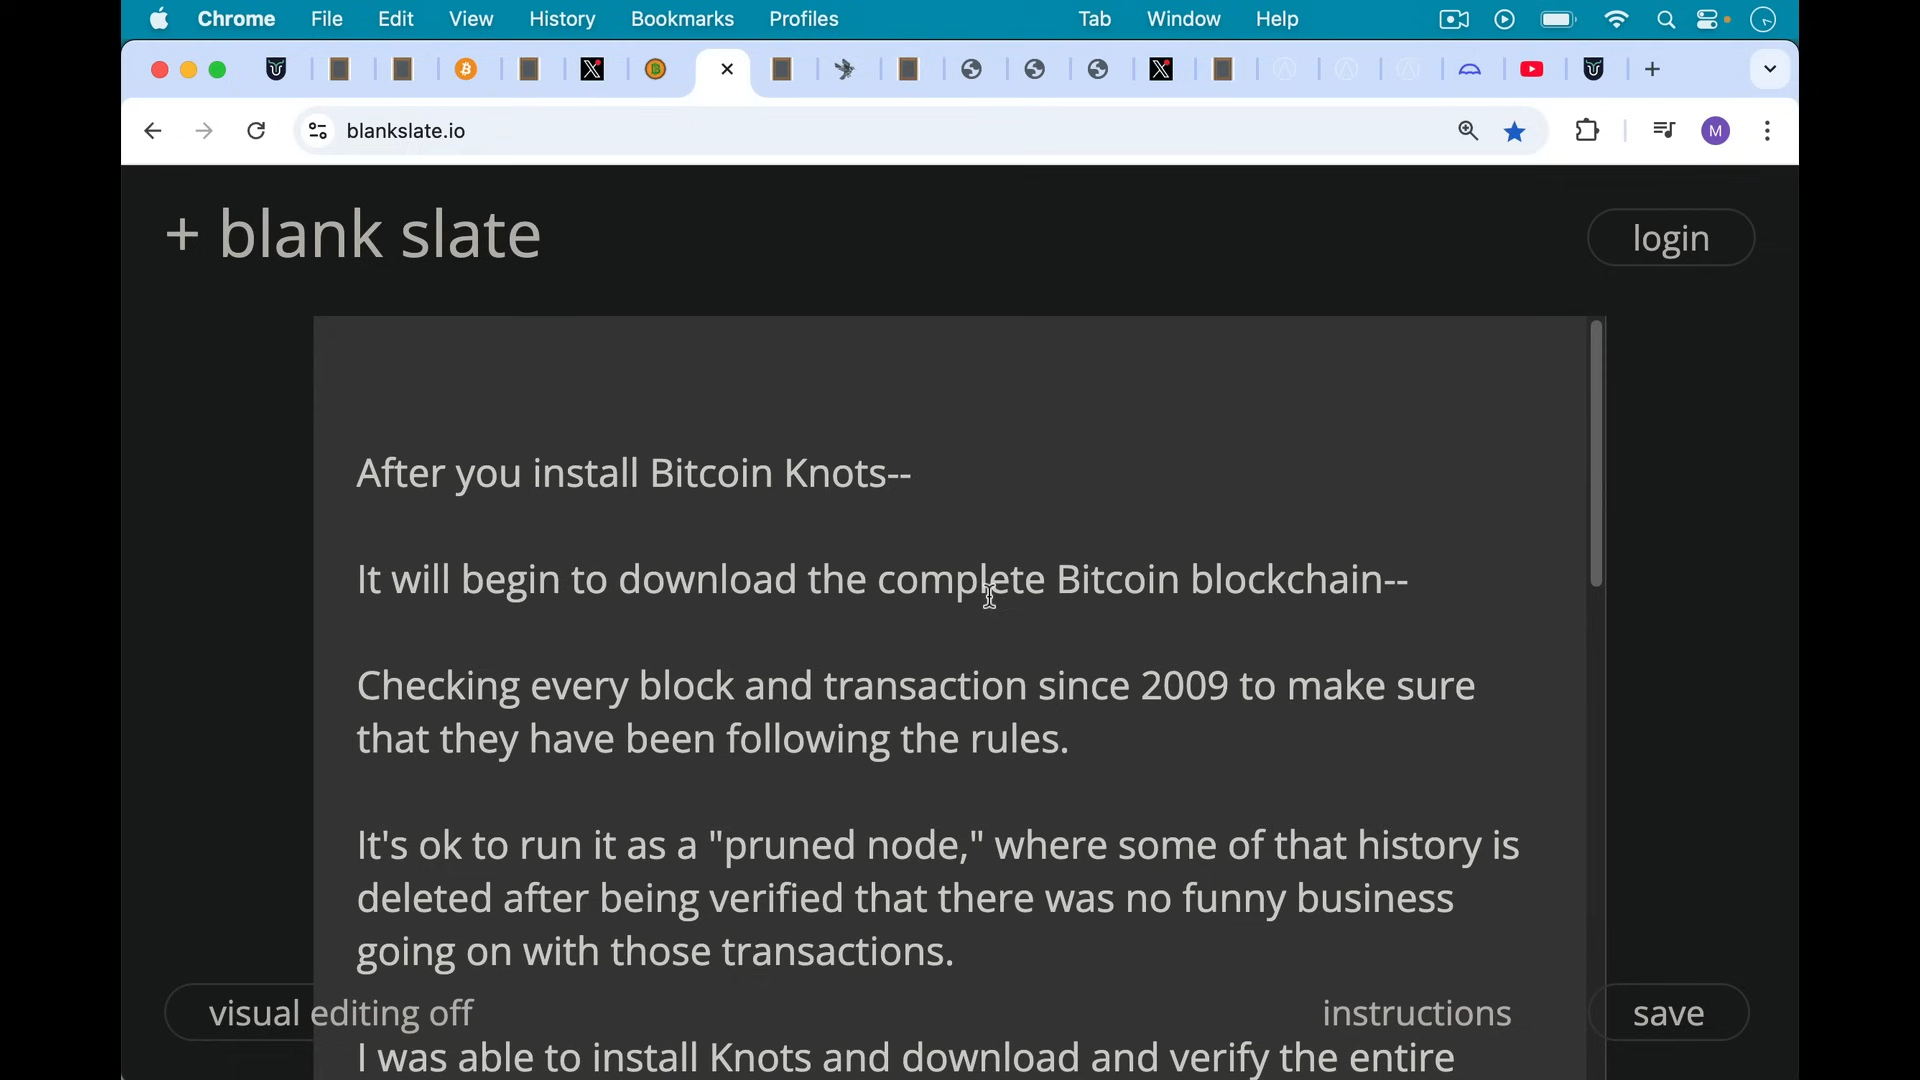 Chrome File Edit View History Bookmarks Profiles Tab Window Help
blankslate.io
M
+ blank slate
login
After you install Bitcoin Knots--
It will begin to download the complete Bitcoin blockchain--
Checking every block and transaction since 2009 to make sure
that they have been following the rules.
It's ok to run it as a "pruned node," where some of that history is
deleted after being verified that there was no funny business
going on with those transactions.
visual editing off
instructions
save
I was able to install Knots and download and verify the entire